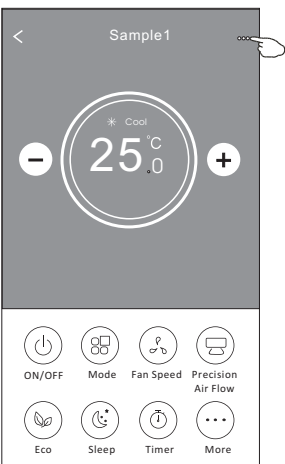 Sample1
Cool
25.0°C
ON/OFF
Mode
Fan Speed
Precision
Air Flow
Eco
Sleep
Timer
More